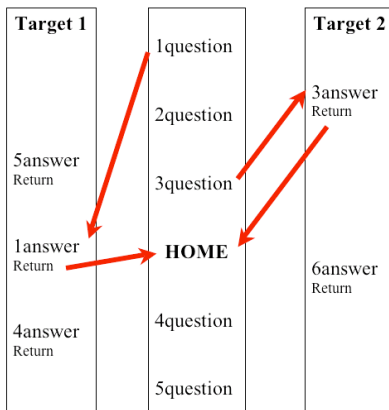 Target 1
5answer
Return
1answer
Return
4answer
Return
1question
2question
3question
HOME
4question
5question
Target 2
3answer
Return
6answer
Return